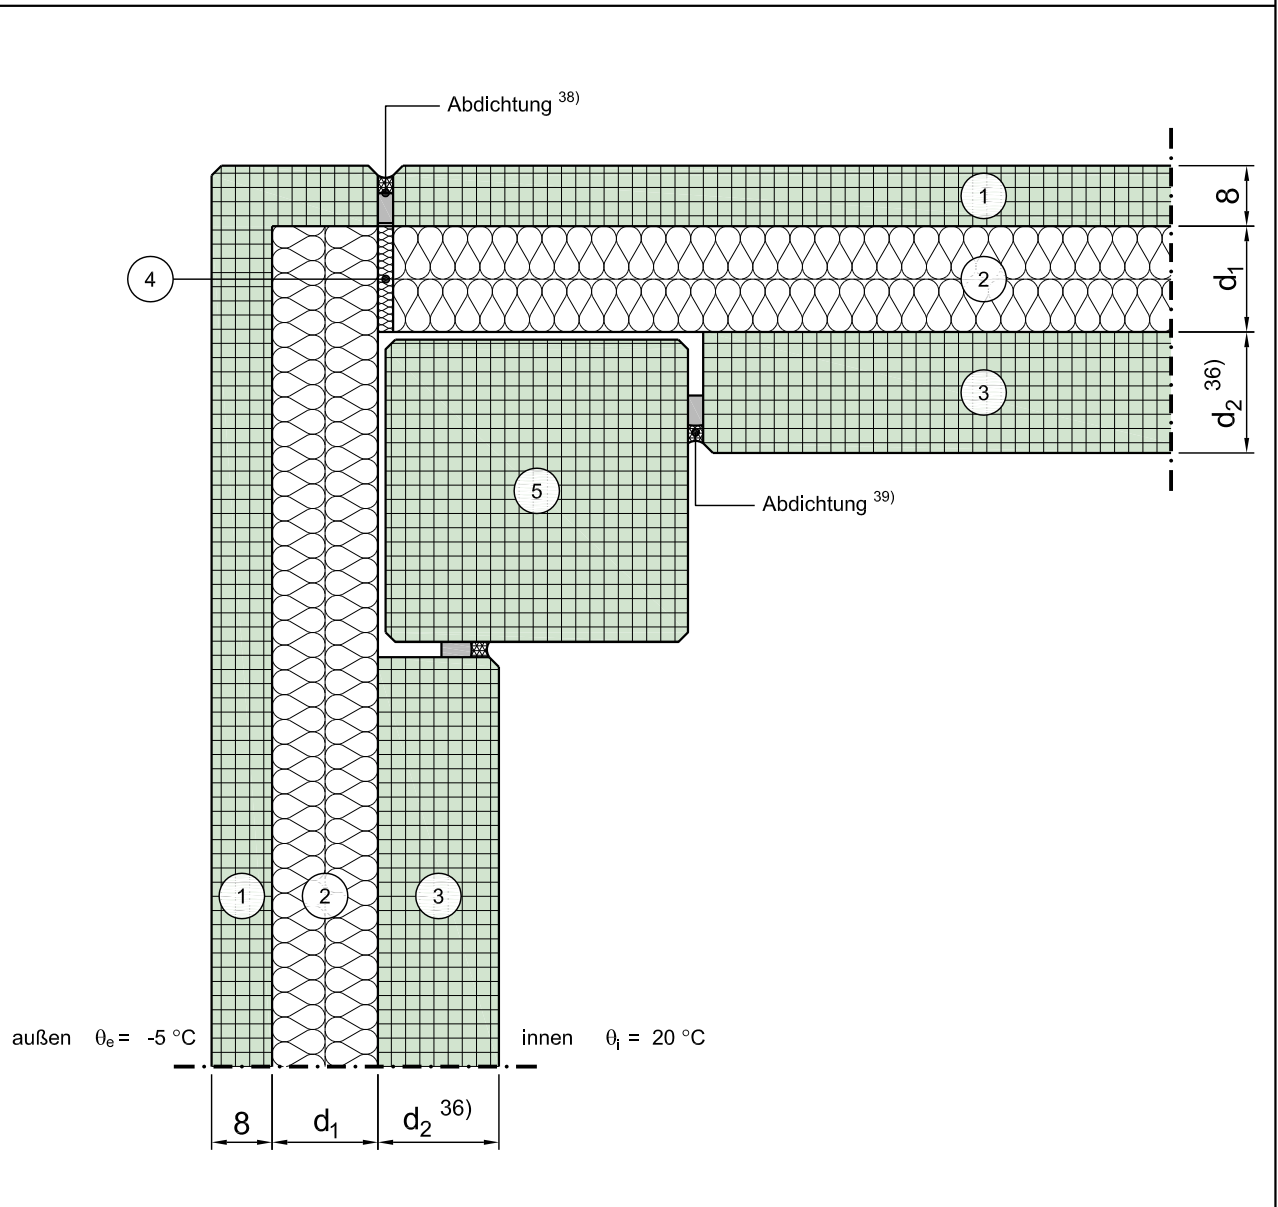 Abdichtung 38)
1
8
4
2
d1
3
d2 36)
5
Abdichtung 39)
1
2
3
außen θe = -5 °C
innen θi = 20 °C
8
d1
d2 36)